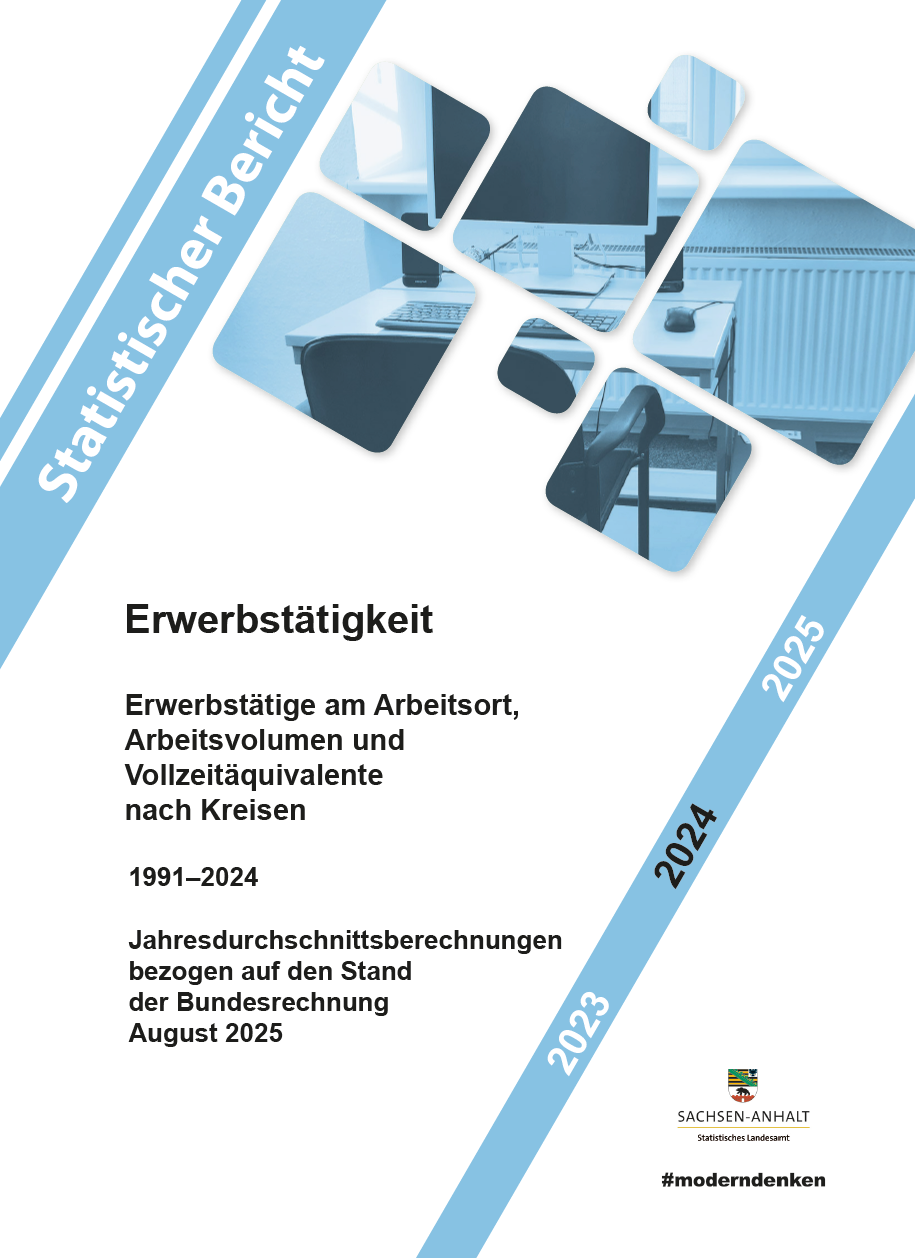 Statistischer Bericht
Erwerbstätigkeit
Erwerbstätige am Arbeitsort,
Arbeitsvolumen und
Vollzeitäquivalente
nach Kreisen
1991–2024
Jahresdurchschnittsberechnungen
bezogen auf den Stand
der Bundesrechnung
August 2025
2025
2024
2023
SACHSEN-ANHALT
Statistisches Landesamt
#moderndenken